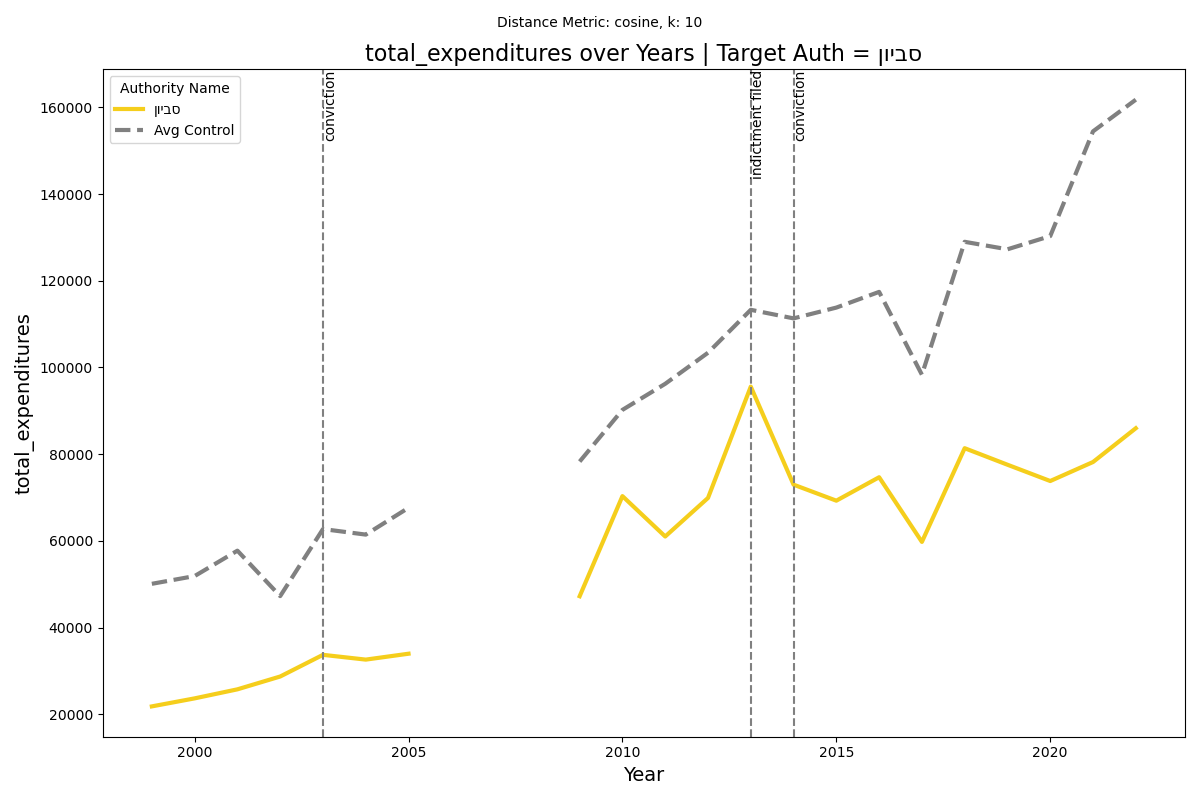 Distance Metric: cosine, k: 10
total_expenditures over Years | Target Auth = סביון
Authority Name
סביון
Avg Control
conviction
indictment filed
conviction
total_expenditures
160000
140000
120000
100000
80000
60000
40000
20000
2000
2005
2010
2015
2020
Year